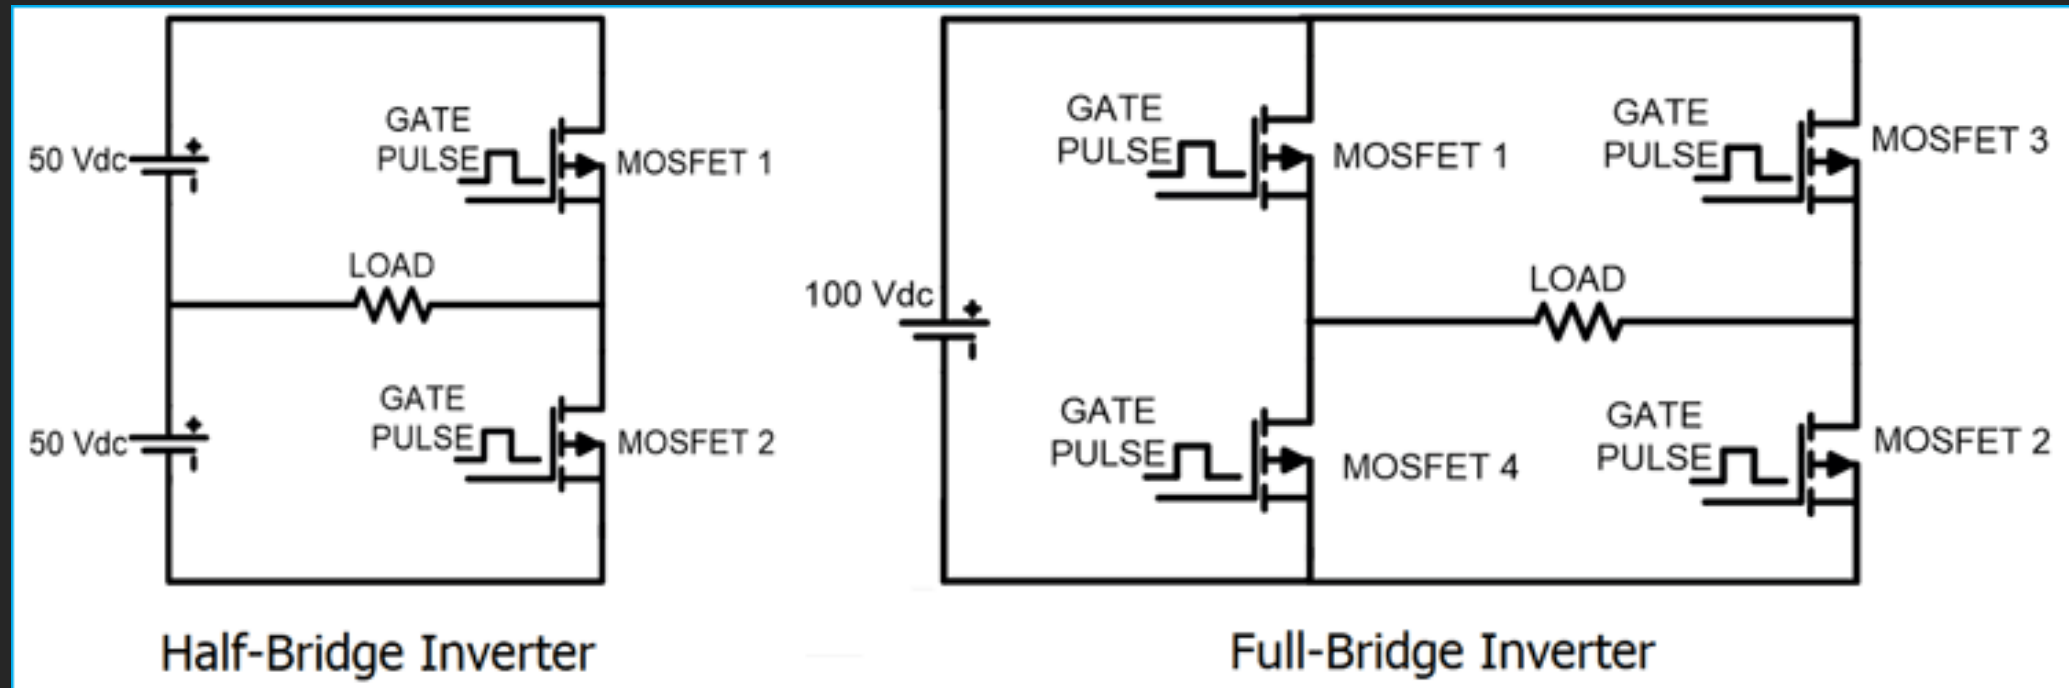 GATE
PULSE
50 Vdc
MOSFET 1
LOAD
GATE
PULSE
50 Vdc
MOSFET 2
Half-Bridge Inverter
GATE
PULSE
MOSFET 1
GATE
PULSE
MOSFET 3
100 Vdc
LOAD
GATE
PULSE
MOSFET 4
GATE
PULSE
MOSFET 2
Full-Bridge Inverter